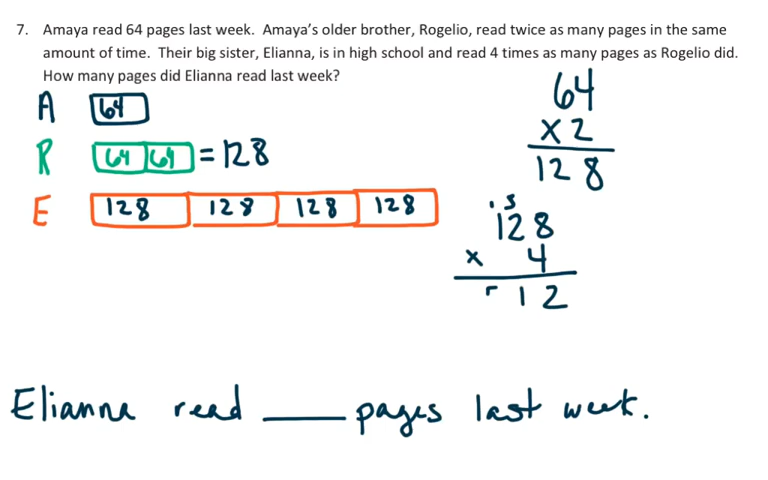 7. Amaya read 64 pages last week. Amaya's older brother, Rogelio, read twice as many pages in the same
amount of time. Their big sister, Elianna, is in high school and read 4 times as many pages as Rogelio did.
How many pages did Elianna read last week?
A 64
R 64 64 = 128
E 128 128 128 128
64
x 2
128
1 3
128
x 4
12
Elianna read ___ pages last week.